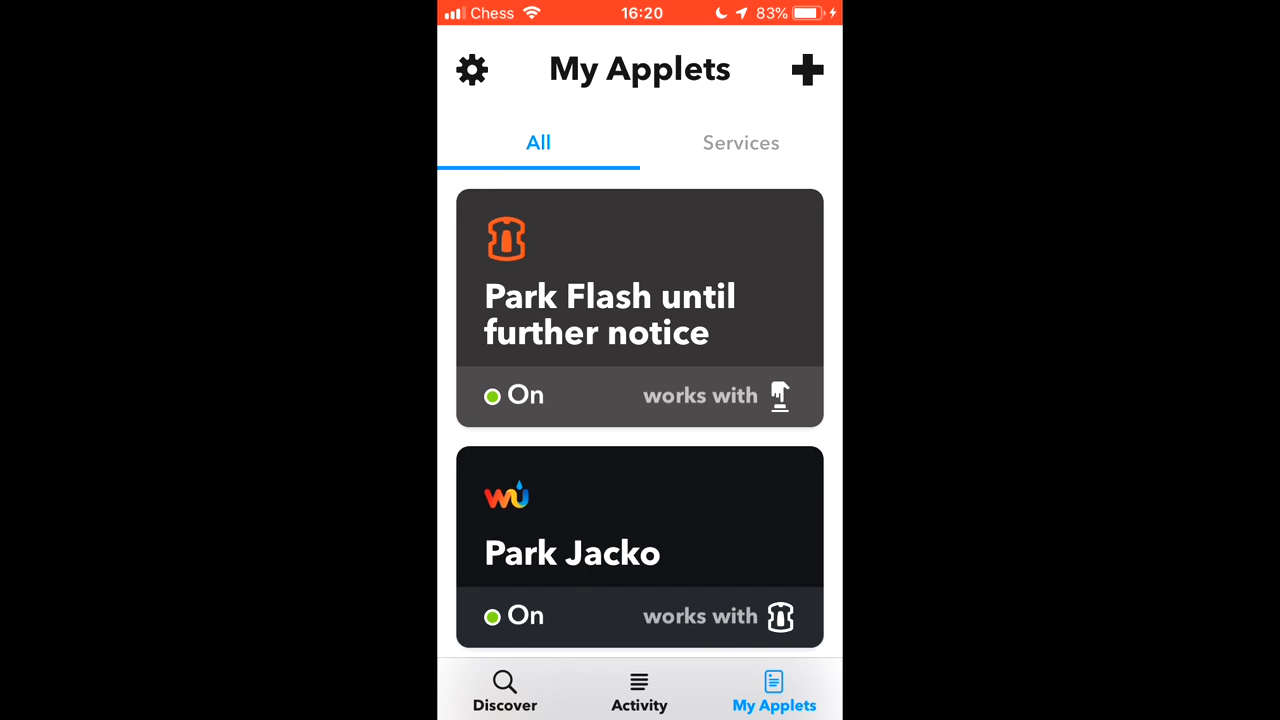 Chess 16:20 83%
My Applets
All Services
Park Flash until
further notice
On works with
wu
Park Jacko
On works with
Discover Activity My Applets